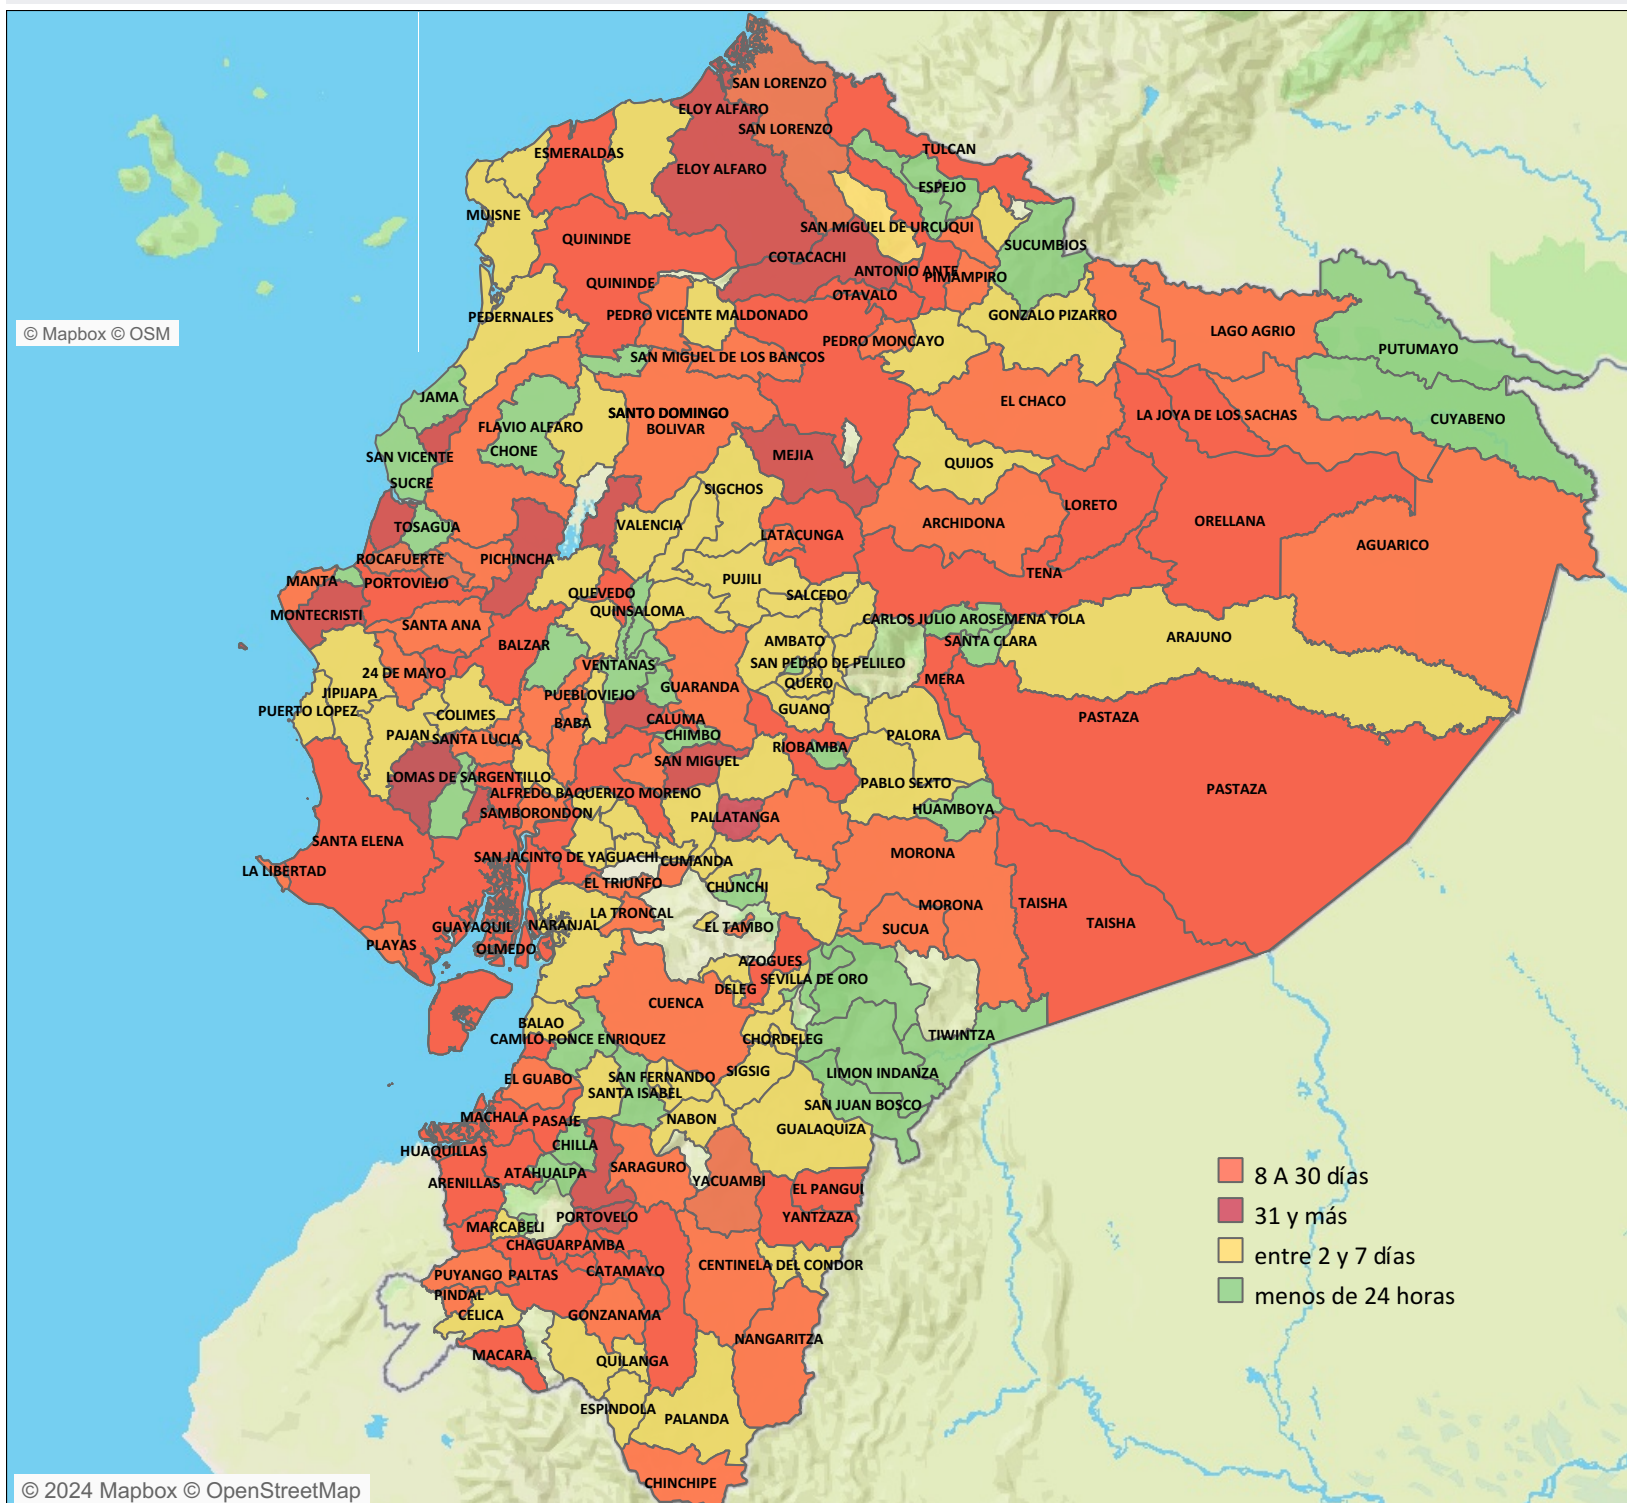 SAN LORENZO
ELOY ALFARO
SAN LORENZO
TULCAN
ESMERALDAS
ELOY ALFARO
ESPEJO
MUISNE
SAN MIGUEL DE URCUQUI
QUININDE
SUCUMBIOS
COTACACHI
ANTONIO ANTE
PIMAMPIRO
QUININDE
OTAVALO
PEDERNALES
PEDRO VICENTE MALDONADO
GONZALO PIZARRO
© Mapbox © OSM
LAGO AGRIO
PEDRO MONCAYO
PUTUMAYO
SAN MIGUEL DE LOS BANCOS
JAMA
EL CHACO
SANTO DOMINGO
LA JOYA DE LOS SACHAS
CUYABENO
FLAVIO ALFARO
BOLIVAR
CHONE
SAN VICENTE
MEJIA
QUIJOS
SUCRE
SIGCHOS
LORETO
TOSAGUA
VALENCIA
ARCHIDONA
ORELLANA
LATACUNGA
AGUARICO
ROCAFUERTE
PICHINCHA
TENA
MANTA
PORTOVIEJO
PUJILI
QUEVEDO
SALCEDO
MONTECRISTI
QUINSALOMA
CARLOS JULIO AROSEMENA TOLA
SANTA ANA
ARAJUNO
BALZAR
AMBATO
SANTA CLARA
VENTANAS
SAN PEDRO DE PELILEO
24 DE MAYO
MERA
QUERO
JIPIJAPA
PUEBLOVIEJO
GUARANDA
PUERTO LOPEZ
GUANO
COLIMES
BABA
CALUMA
PASTAZA
PAJAN
SANTA LUCIA
CHIMBO
PALORA
RIOBAMBA
SAN MIGUEL
LOMAS DE SARGENTILLO
PABLO SEXTO
PASTAZA
ALFREDO BAQUERIZO MORENO
HUAMBOYA
SAMBORONDON
PALLATANGA
SANTA ELENA
MORONA
SAN JACINTO DE YAGUACHI
CUMANDA
LA LIBERTAD
EL TRIUNFO
CHUNCHI
MORONA
TAISHA
LA TRONCAL
TAISHA
GUAYAQUIL
NARANJAL
EL TAMBO
SUCUA
PLAYAS
OLMEDO
AZOGUES
SEVILLA DE ORO
DELEG
CUENCA
BALAO
TIWINTZA
CAMILO PONCE ENRIQUEZ
CHORDELEG
SIGSIG
LIMON INDANZA
EL GUABO
SAN FERNANDO
SANTA ISABEL
SAN JUAN BOSCO
MACHALA
PASAJE
NABON
GUALAQUIZA
CHILLA
HUAQUILLAS
SARAGURO
ATAHUALPA
YACUAMBI
ARENILLAS
EL PANGUI
8 A 30 días
PORTOVELO
YANTZAZA
31 y más
MARCABELI
CHAGUARPAMBA
entre 2 y 7 días
CENTINELA DEL CONDOR
PUYANGO
PALTAS
CATAMAYO
PINDAL
menos de 24 horas
CELICA
GONZANAMA
NANGARITZA
MACARA
QUILANGA
ESPINDOLA
PALANDA
CHINCHIPE
© 2024 Mapbox © OpenStreetMap